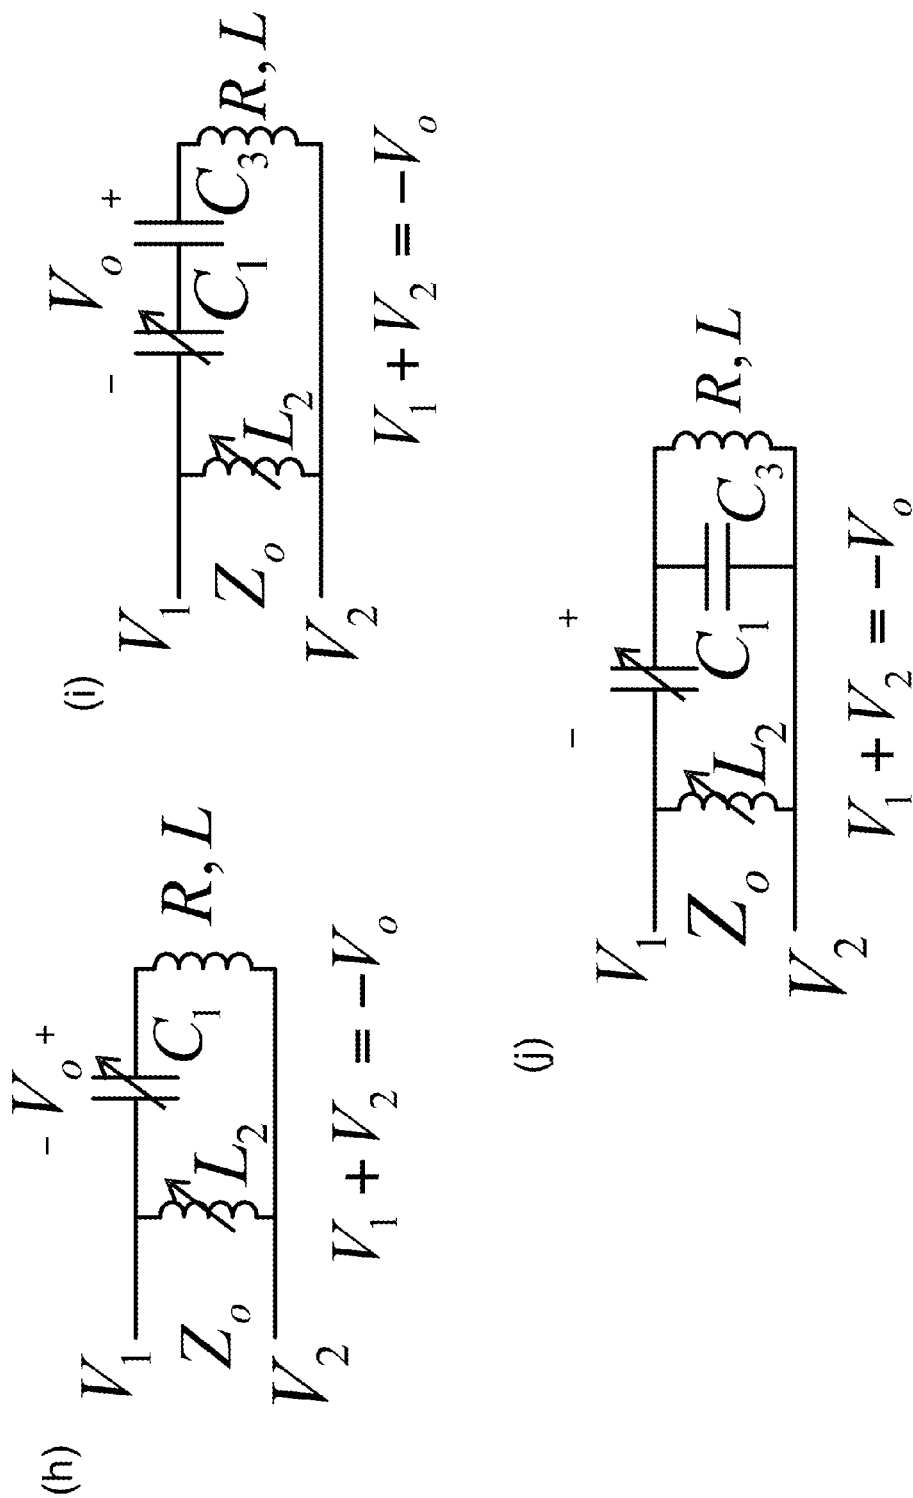 (h)
- Vₒ +
V₁
C₁
Zₒ L₂ R, L
V₂
V₁ + V₂ = −Vₒ
(i)
- Vₒ +
V₁
C₁ C₃
Zₒ L₂ R, L
V₂
V₁ + V₂ = −Vₒ
(j)
- +
V₁
Zₒ L₂ C₁ C₃ R, L
V₂
V₁ + V₂ = −Vₒ